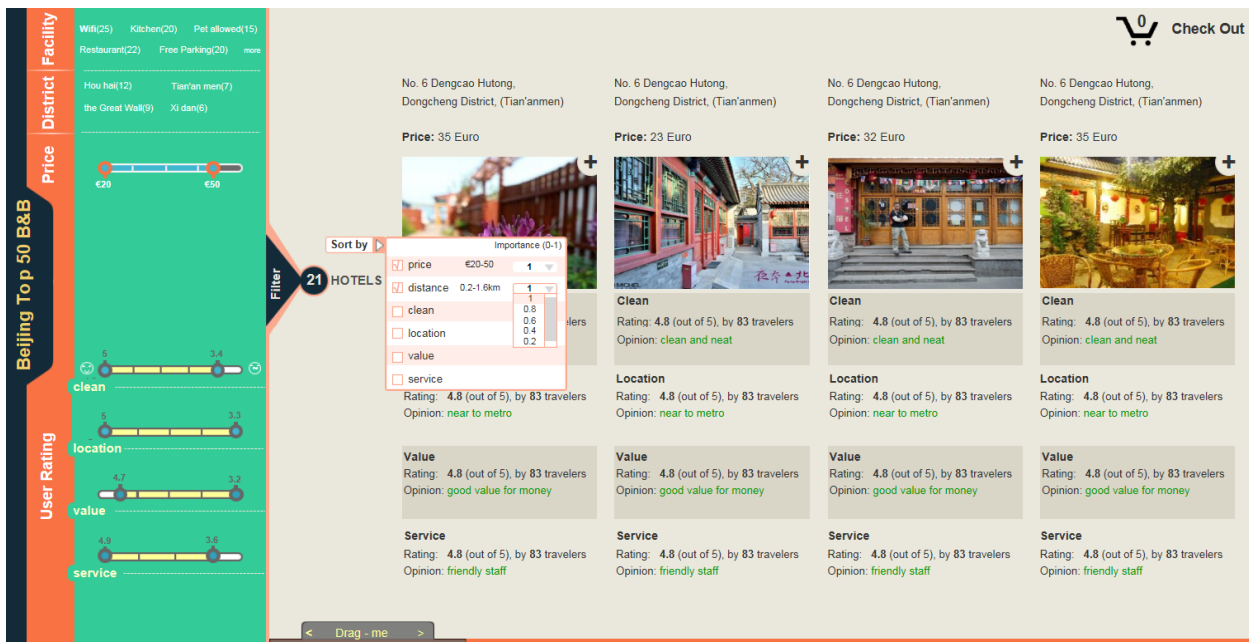 Beijing Top 50 B&B
Facility
Wifi(25) Kitchen(20) Pet allowed(15)
Restaurant(22) Free Parking(20) more
District
Hou hai(12) Tian'an men(7)
the Great Wall(9) Xi dan(6)
Price
€20 €50
User Rating
5 3.4
clean
5 3.3
location
4.7 3.2
value
4.9 3.6
service
Filter
21 HOTELS
0 Check Out
Sort by
Importance (0-1)
price €20-50 1
distance 0.2-1.6km 1
1
0.8
0.6
0.4
0.2
clean
location
value
service
No. 6 Dengcao Hutong,
Dongcheng District, (Tian'anmen)
Price: 35 Euro
+
elers
Location
Rating: 4.8 (out of 5), by 83 travelers
Opinion: near to metro
Value
Rating: 4.8 (out of 5), by 83 travelers
Opinion: good value for money
Service
Rating: 4.8 (out of 5), by 83 travelers
Opinion: friendly staff
No. 6 Dengcao Hutong,
Dongcheng District, (Tian'anmen)
Price: 23 Euro
+
MICHEL
Clean
Rating: 4.8 (out of 5), by 83 travelers
Opinion: clean and neat
Location
Rating: 4.8 (out of 5), by 83 travelers
Opinion: near to metro
Value
Rating: 4.8 (out of 5), by 83 travelers
Opinion: good value for money
Service
Rating: 4.8 (out of 5), by 83 travelers
Opinion: friendly staff
No. 6 Dengcao Hutong,
Dongcheng District, (Tian'anmen)
Price: 32 Euro
+
Clean
Rating: 4.8 (out of 5), by 83 travelers
Opinion: clean and neat
Location
Rating: 4.8 (out of 5), by 83 travelers
Opinion: near to metro
Value
Rating: 4.8 (out of 5), by 83 travelers
Opinion: good value for money
Service
Rating: 4.8 (out of 5), by 83 travelers
Opinion: friendly staff
No. 6 Dengcao Hutong,
Dongcheng District, (Tian'anmen)
Price: 35 Euro
+
Clean
Rating: 4.8 (out of 5), by 83 travelers
Opinion: clean and neat
Location
Rating: 4.8 (out of 5), by 83 travelers
Opinion: near to metro
Value
Rating: 4.8 (out of 5), by 83 travelers
Opinion: good value for money
Service
Rating: 4.8 (out of 5), by 83 travelers
Opinion: friendly staff
< Drag - me >